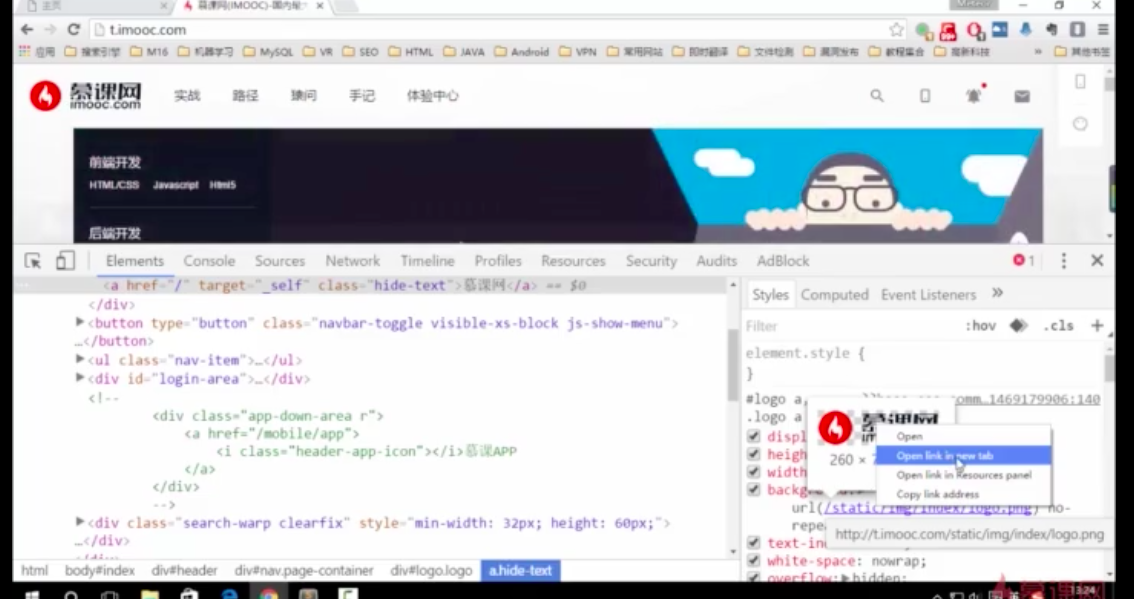 主页
慕课网(IMOOC)-国内最大
t.imooc.com
应用 搜索引擎 M16 机器学习 MySQL VR SEO HTML JAVA Android VPN 常用网站 即时翻译 文件检测 漏洞发布 教程集合 最新科技 » 其他书签
慕课网
imooc.com
实战 路径 猿问 手记 体验中心
前端开发
HTML/CSS Javascript Html5
后端开发
Elements Console Sources Network Timeline Profiles Resources Security Audits AdBlock 1
<a href="/" target="_self" class="hide-text">慕课网</a> == $0
</div>
<button type="button" class="navbar-toggle visible-xs-block js-show-menu">
…</button>
<ul class="nav-item">…</ul>
<div id="login-area">…</div>
<!--
<div class="app-down-area r">
<a href="/mobile/app">
<i class="header-app-icon"></i>慕课APP
</a>
</div>
-->
<div class="search-warp clearfix" style="min-width: 32px; height: 60px;">
…</div>
</div>
html body#index div#header div#nav.page-container div#logo.logo a.hide-text
Styles Computed Event Listeners »
Filter :hov .cls +
element.style {
}
#logo a, comm…1469179906:140
.logo a
displ
heigh
width
backgr
url(/static/img/index/logo.png) no-
repea
text-in
white-space: nowrap;
overflow: hidden;
慕课网
260 ×
Open
Open link in new tab
Open link in Resources panel
Copy link address
http://t.imooc.com/static/img/index/logo.png
慕课网
13:24